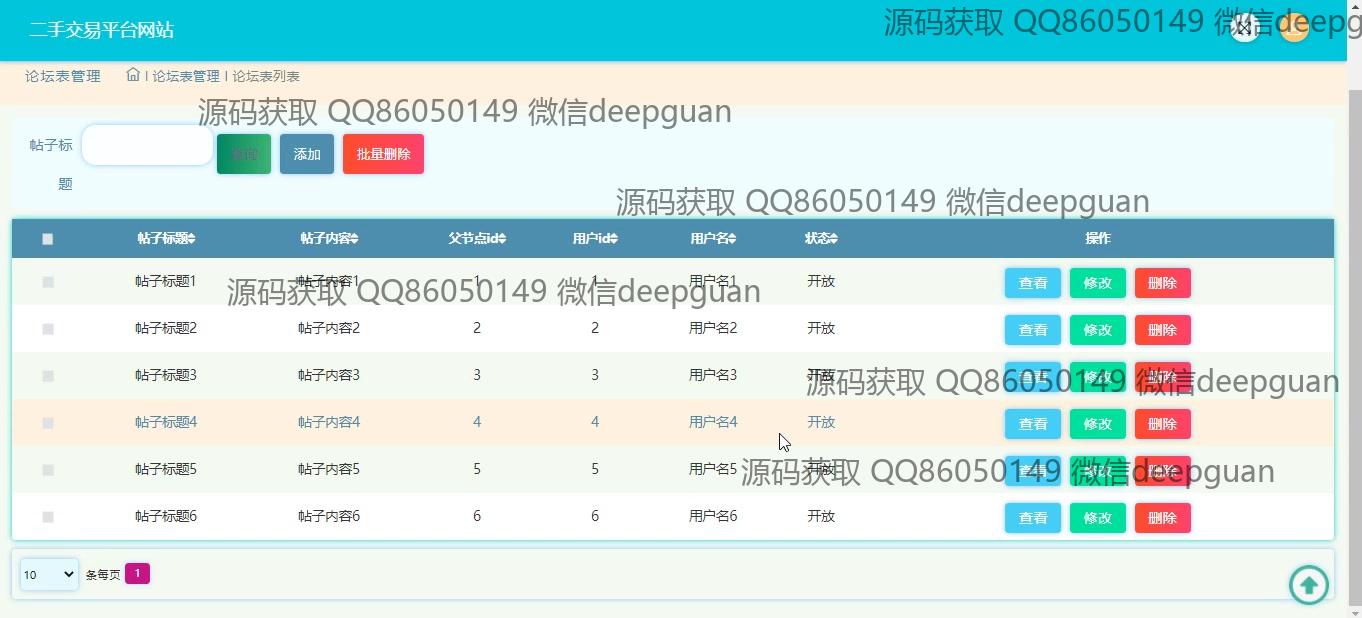 二手交易平台网站
源码获取 QQ86050149 微信deepg
论坛表管理 | 论坛表管理 | 论坛表列表
源码获取 QQ86050149 微信deepguan
帖子标题
查询 添加 批量删除
源码获取 QQ86050149 微信deepguan
帖子标题 帖子内容 父节点id 用户id 用户名 状态 操作
帖子标题1 帖子内容1 1 1 用户名1 开放 查看 修改 删除
源码获取 QQ86050149 微信deepguan
帖子标题2 帖子内容2 2 2 用户名2 开放 查看 修改 删除
帖子标题3 帖子内容3 3 3 用户名3 开放 查看 修改 删除
源码获取 QQ86050149 微信deepguan
帖子标题4 帖子内容4 4 4 用户名4 开放 查看 修改 删除
帖子标题5 帖子内容5 5 5 用户名5 开放 查看 修改 删除
源码获取 QQ86050149 微信deepguan
帖子标题6 帖子内容6 6 6 用户名6 开放 查看 修改 删除
10 条每页 1